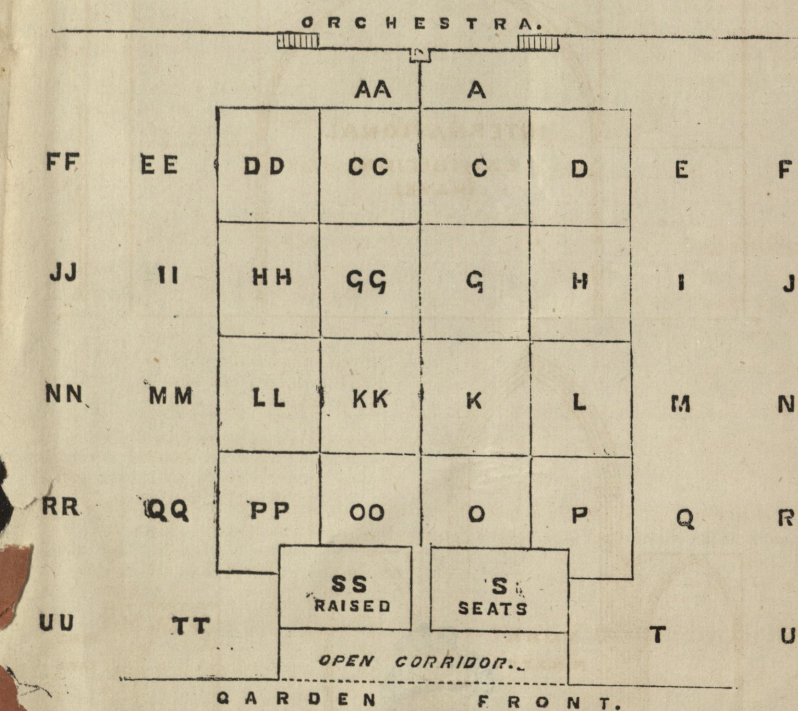 ORCHESTRA.
AA A
FF EE DD CC C D E F
JJ II HH GG G H I J
NN MM LL KK K L M N
RR QQ PP OO O P Q R
SS S
RAISED SEATS
UU TT T U
OPEN CORRIDOR.
GARDEN FRONT.